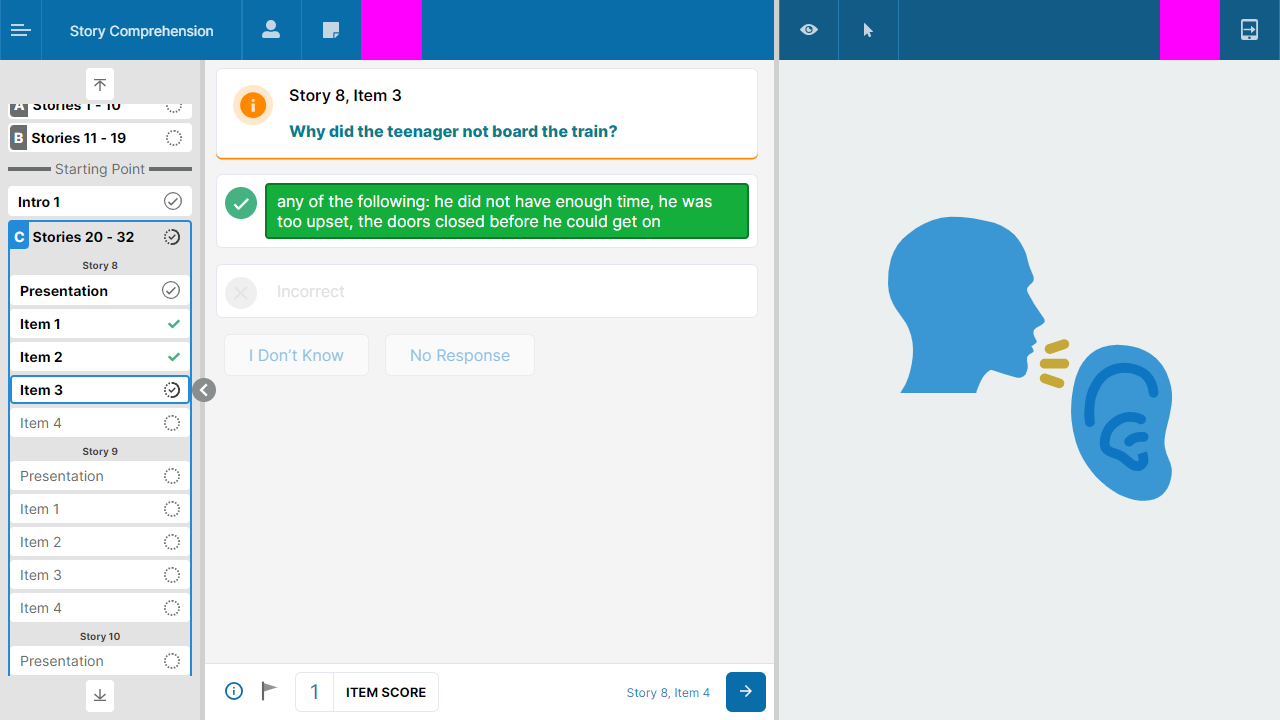 Story Comprehension
A Stories 1 - 10
B Stories 11 - 19
Starting Point
Intro 1
C Stories 20 - 32
Story 8
Presentation
Item 1
Item 2
Item 3
Item 4
Story 9
Presentation
Item 1
Item 2
Item 3
Item 4
Story 10
Presentation
Story 8, Item 3
Why did the teenager not board the train?
any of the following: he did not have enough time, he was
too upset, the doors closed before he could get on
Incorrect
I Don’t Know
No Response
1 ITEM SCORE
Story 8, Item 4